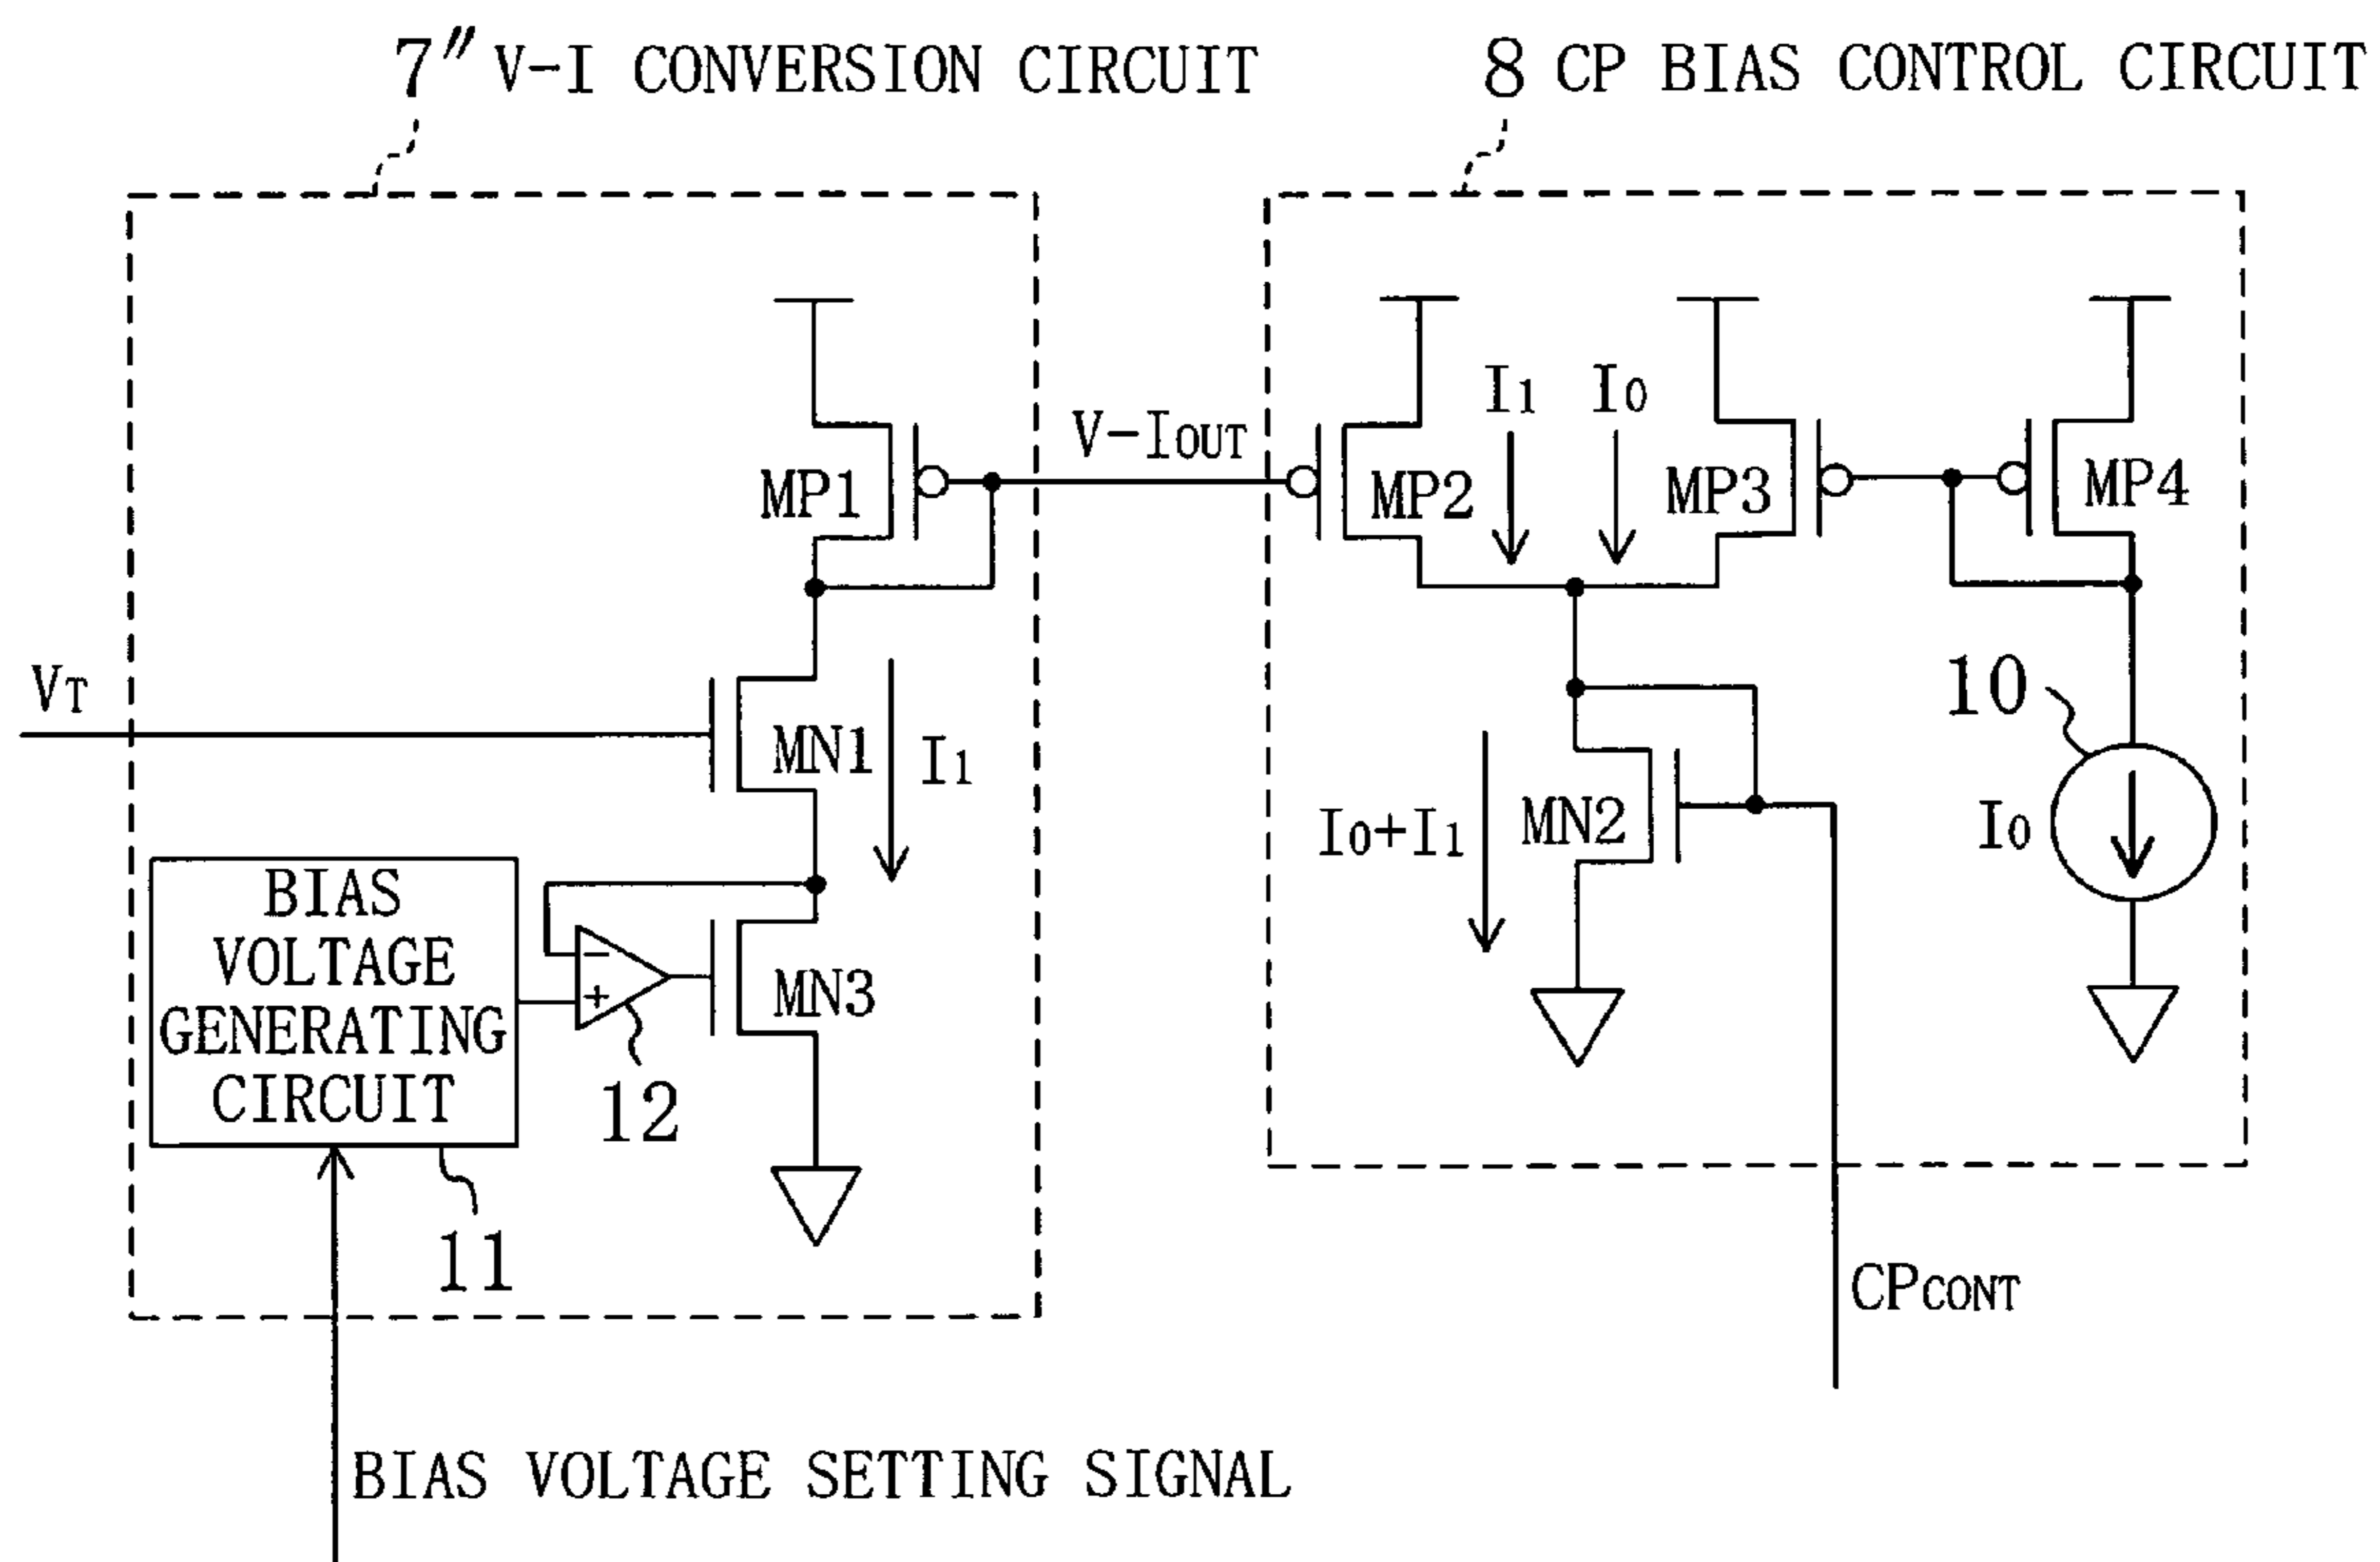 7″ V-I CONVERSION CIRCUIT
8 CP BIAS CONTROL CIRCUIT
I1
I0
V-IOUT
MP1
MP2
MP3
MP4
VT
MN1
I1
10
I0+I1
MN2
I0
BIAS
VOLTAGE
GENERATING
CIRCUIT
−
+
MN3
12
11
CPCONT
BIAS VOLTAGE SETTING SIGNAL